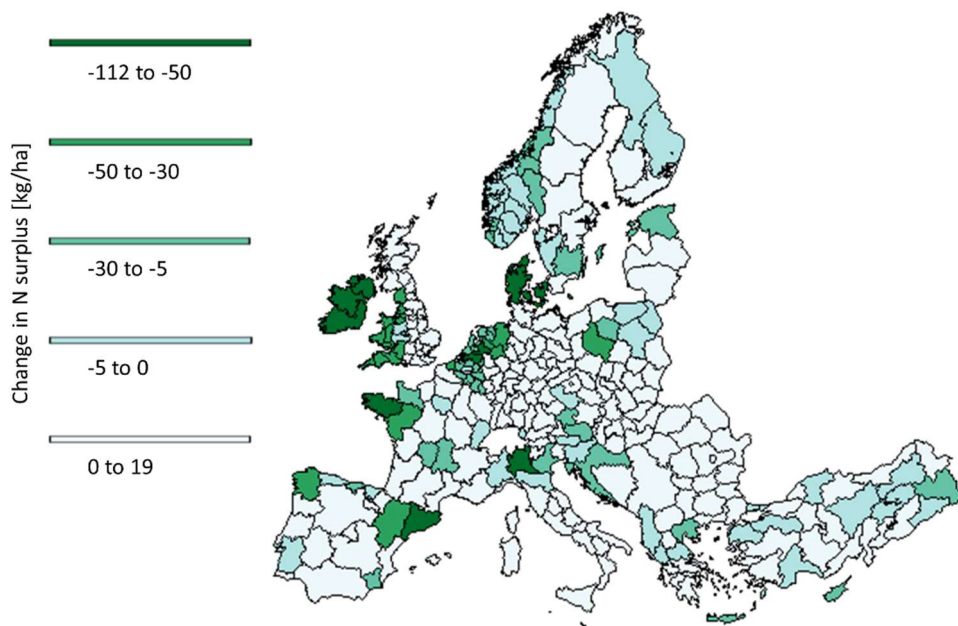 Change in N surplus [kg/ha]
-112 to -50
-50 to -30
-30 to -5
-5 to 0
0 to 19